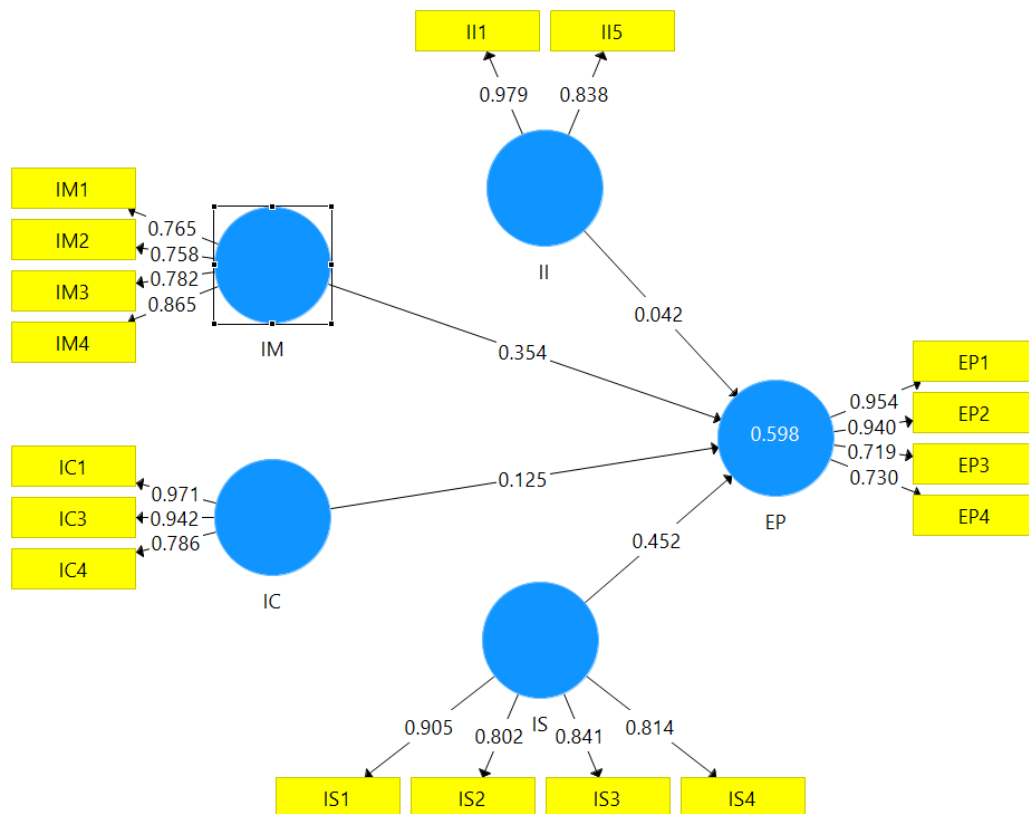 II1 II5
0.979 0.838
II
IM1
IM2
IM3
IM4
0.765
0.758
0.782
0.865
IM
0.042
0.354
EP1
EP2
EP3
EP4
0.954
0.940
0.719
0.730
0.598
EP
IC1
IC3
IC4
0.971
0.942
0.786
IC
0.125
0.452
IS
0.905 0.802 0.841 0.814
IS1 IS2 IS3 IS4